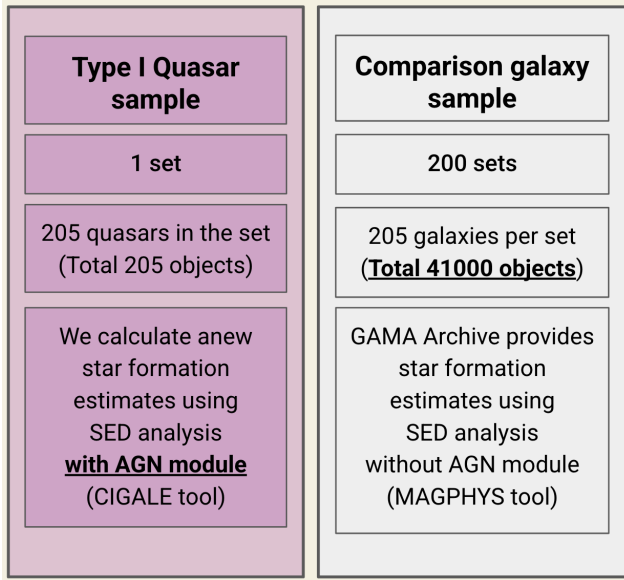 Type I Quasar
sample
1 set
205 quasars in the set
(Total 205 objects)
We calculate anew
star formation
estimates using
SED analysis
with AGN module
(CIGALE tool)
Comparison galaxy
sample
200 sets
205 galaxies per set
(Total 41000 objects)
GAMA Archive provides
star formation
estimates using
SED analysis
without AGN module
(MAGPHYS tool)